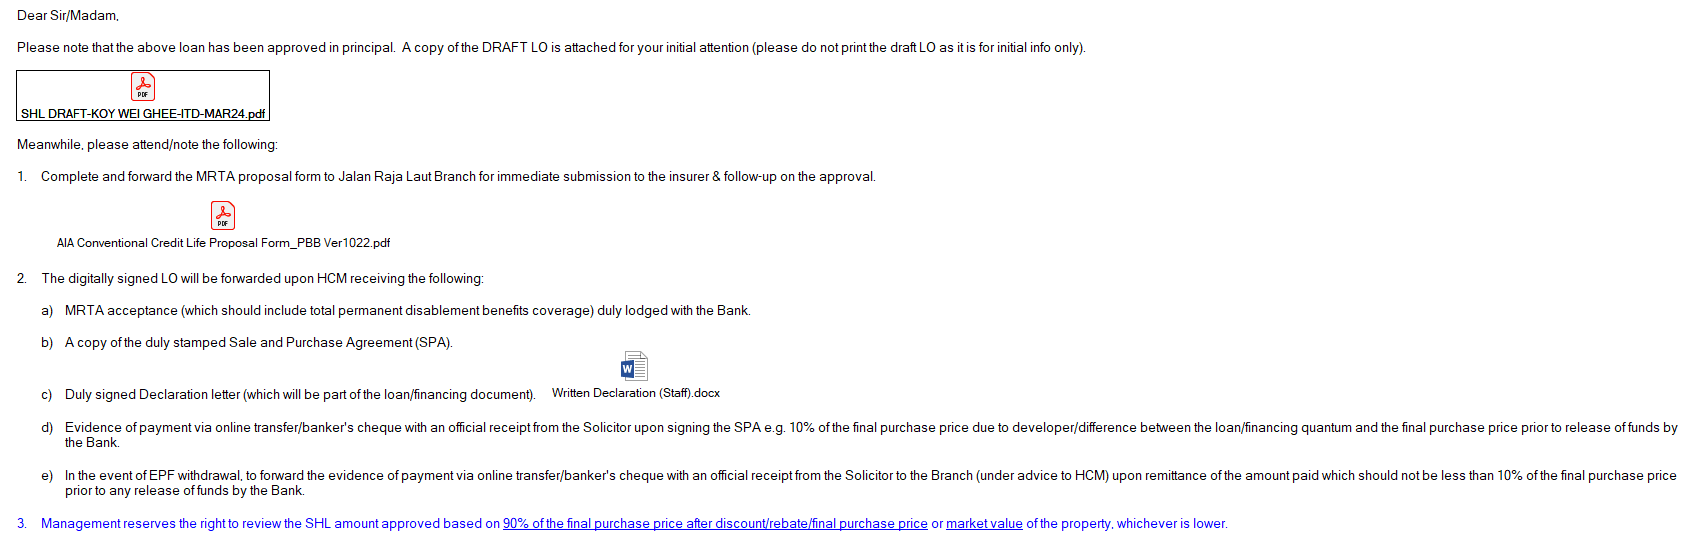 Dear Sir/Madam,
Please note that the above loan has been approved in principal. A copy of the DRAFT LO is attached for your initial attention (please do not print the draft LO as it is for initial info only).
PDF
SHL DRAFT-KOY WEI GHEE-ITD-MAR24.pdf
Meanwhile, please attend/note the following:
1. Complete and forward the MRTA proposal form to Jalan Raja Laut Branch for immediate submission to the insurer & follow-up on the approval.
PDF
AIA Conventional Credit Life Proposal Form_PBB Ver1022.pdf
2. The digitally signed LO will be forwarded upon HCM receiving the following:
a) MRTA acceptance (which should include total permanent disablement benefits coverage) duly lodged with the Bank.
b) A copy of the duly stamped Sale and Purchase Agreement (SPA).
W
c) Duly signed Declaration letter (which will be part of the loan/financing document). Written Declaration (Staff).docx
d) Evidence of payment via online transfer/banker's cheque with an official receipt from the Solicitor upon signing the SPA e.g. 10% of the final purchase price due to developer/difference between the loan/financing quantum and the final purchase price prior to release of funds by
the Bank.
e) In the event of EPF withdrawal, to forward the evidence of payment via online transfer/banker's cheque with an official receipt from the Solicitor to the Branch (under advice to HCM) upon remittance of the amount paid which should not be less than 10% of the final purchase price
prior to any release of funds by the Bank.
3. Management reserves the right to review the SHL amount approved based on 90% of the final purchase price after discount/rebate/final purchase price or market value of the property, whichever is lower.